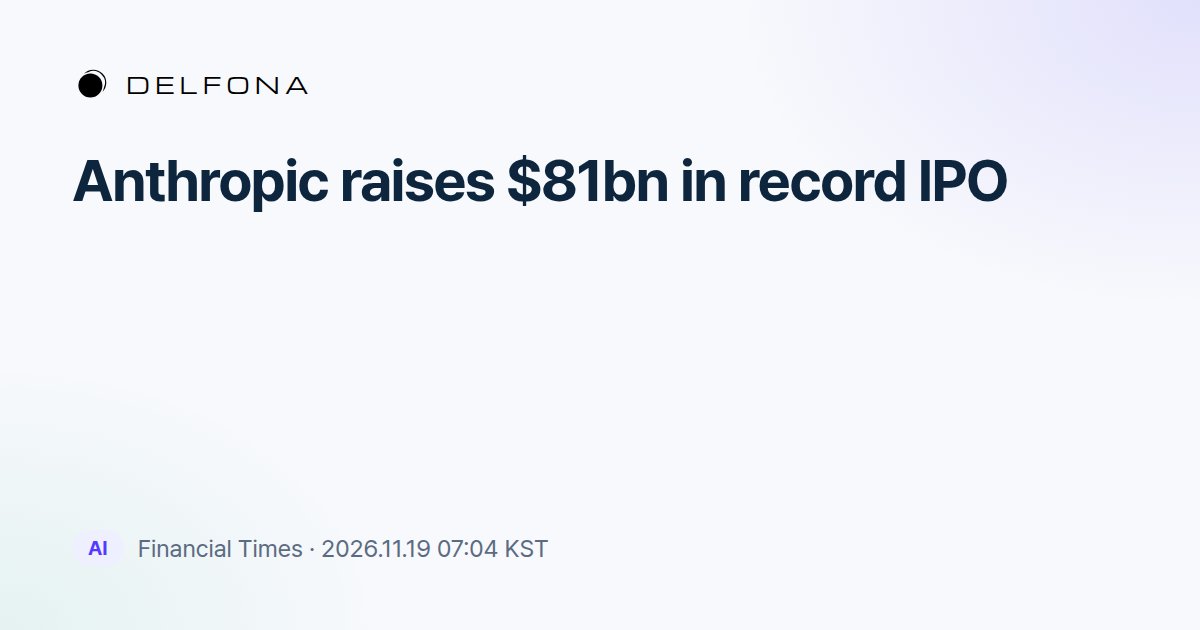 DELFONA
Anthropic raises $81bn in record IPO
AI Financial Times · 2026.11.19 07:04 KST